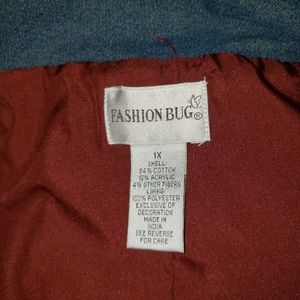 FASHION BUG®
1X
SHELL:
84% COTTON
12% ACRYLIC
4% OTHER FIBERS
LINING:
100% POLYESTER
EXCLUSIVE OF
DECORATION
MADE IN
INDIA
SEE REVERSE
FOR CARE